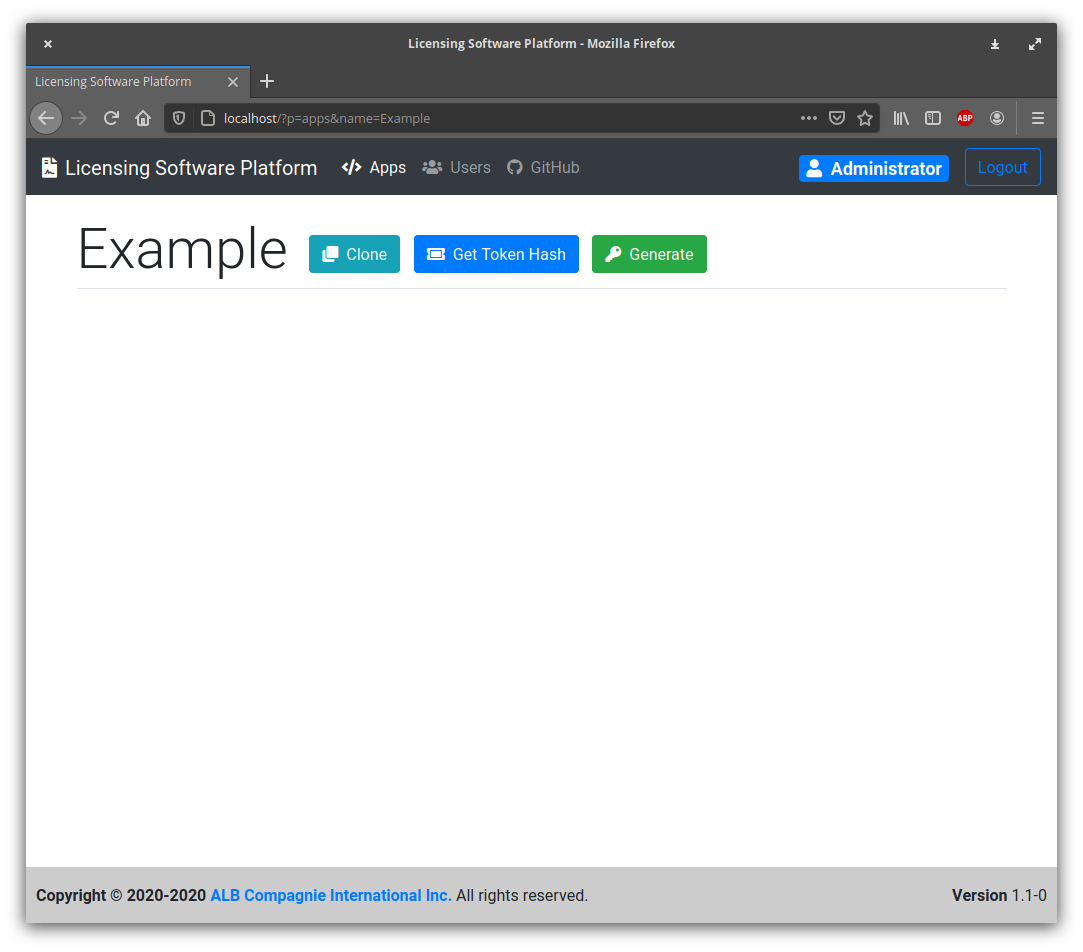 Licensing Software Platform - Mozilla Firefox
Licensing Software Platform
localhost/?p=apps&name=Example
ABP
Licensing Software Platform Apps Users GitHub Administrator Logout
Example Clone Get Token Hash Generate
Copyright © 2020-2020 ALB Compagnie International Inc. All rights reserved. Version 1.1-0